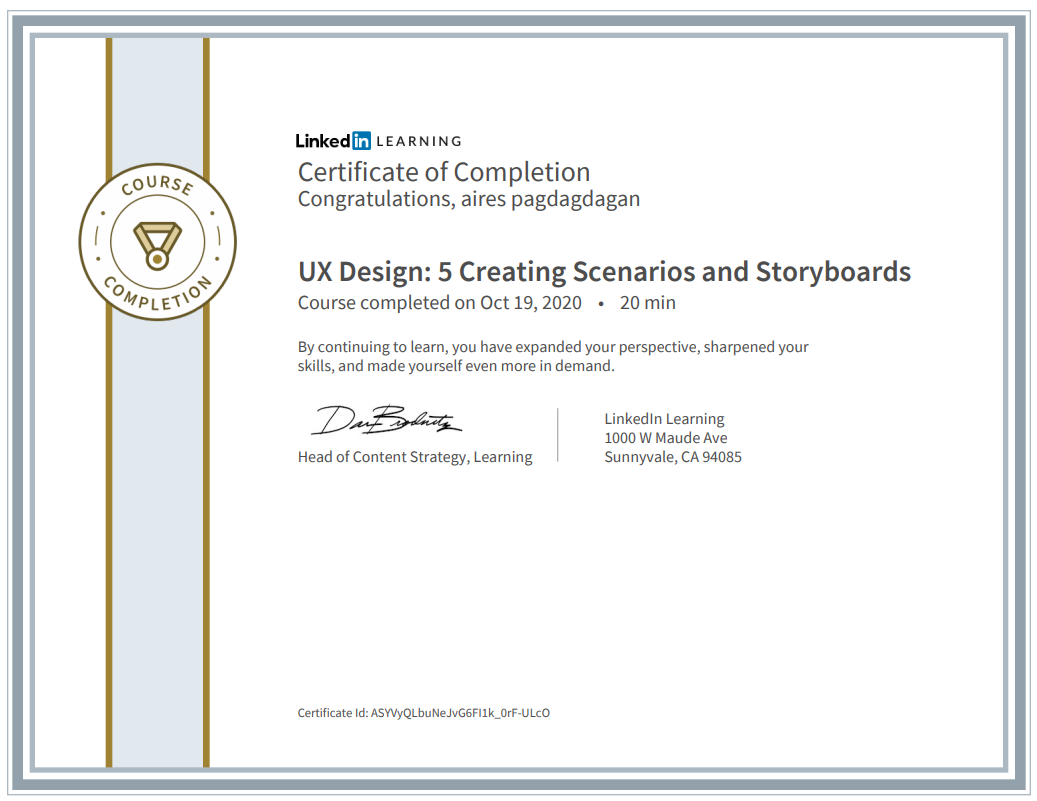 COURSE
COMPLETION
Linked in LEARNING
Certificate of Completion
Congratulations, aires pagdagdagan
UX Design: 5 Creating Scenarios and Storyboards
Course completed on Oct 19, 2020 • 20 min
By continuing to learn, you have expanded your perspective, sharpened your
skills, and made yourself even more in demand.
Head of Content Strategy, Learning
LinkedIn Learning
1000 W Maude Ave
Sunnyvale, CA 94085
Certificate Id: ASYVyQLbuNeJvG6FI1k_0rF-ULcO